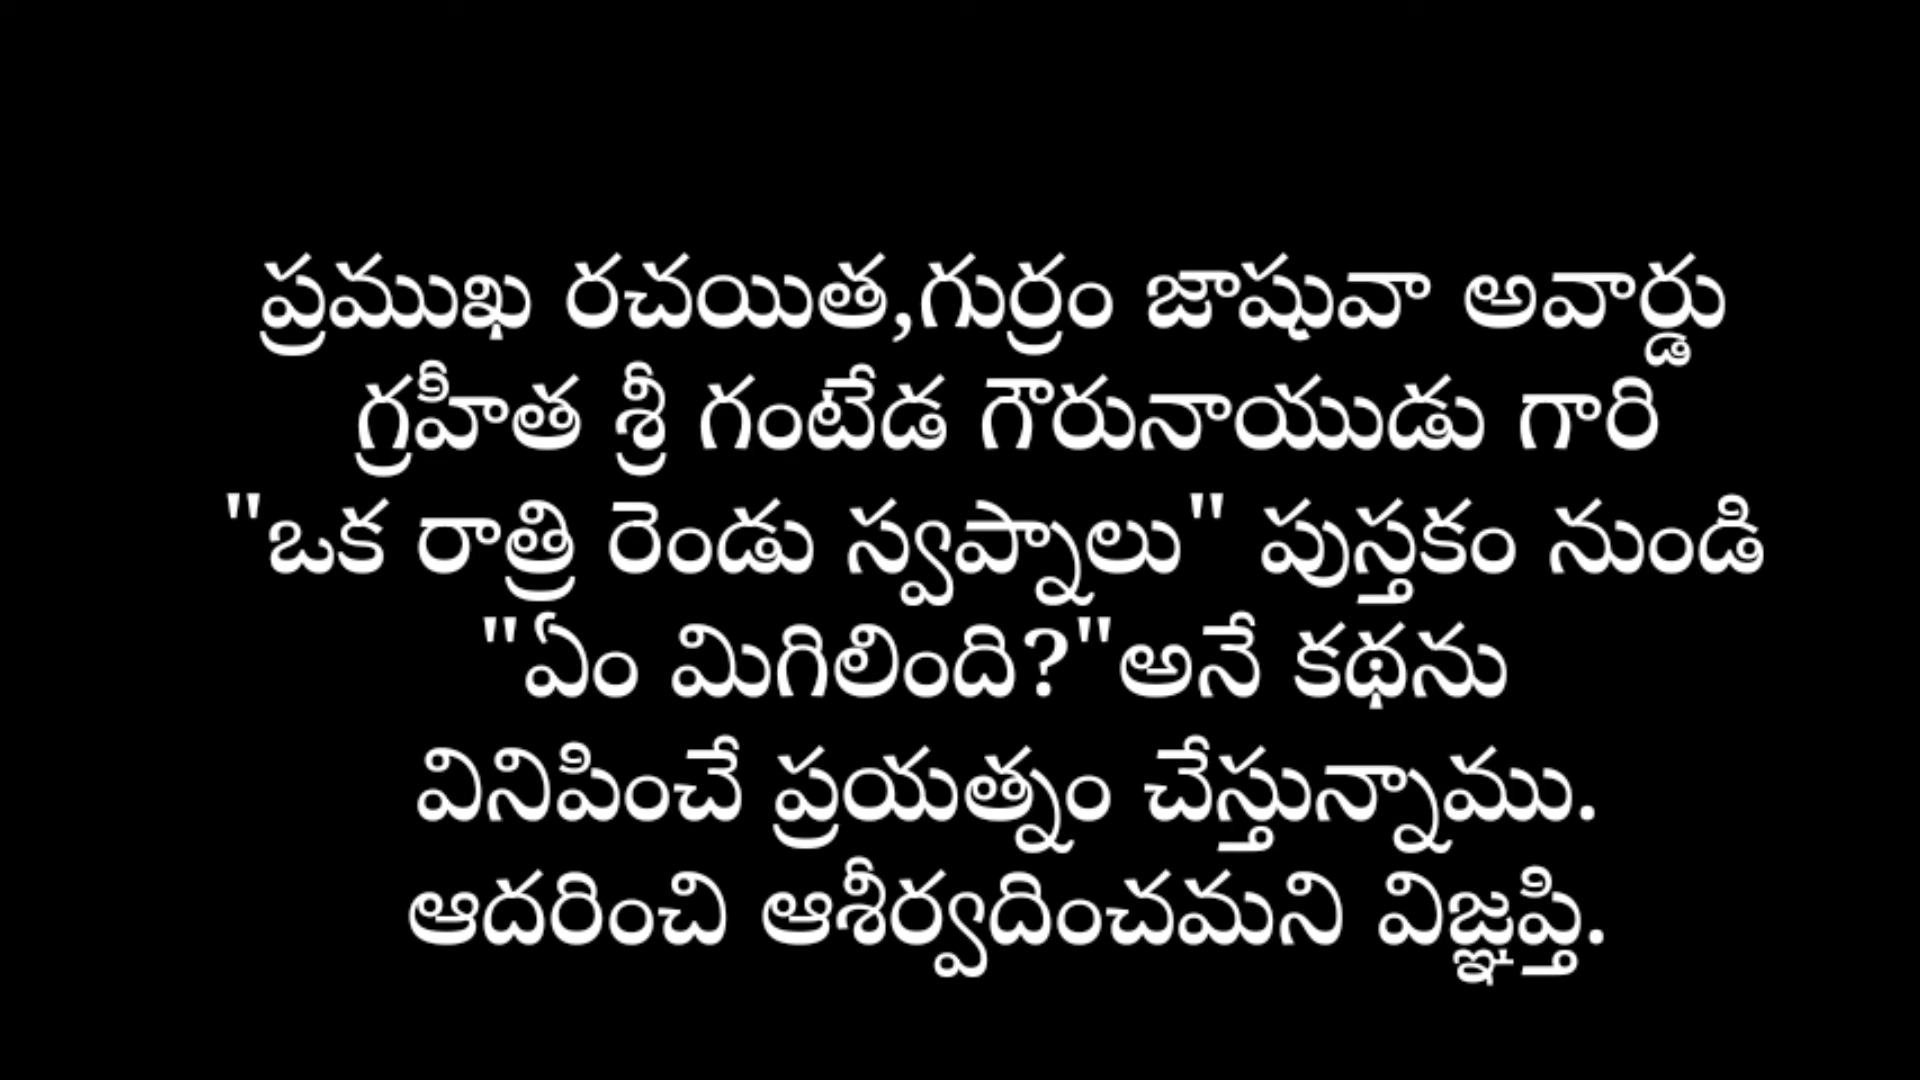 ప్రముఖ రచయిత,గుర్రం జాషువా అవార్డు
గ్రహీత శ్రీ గంటేడ గౌరునాయుడు గారి
"ఒక రాత్రి రెండు స్వప్నాలు" పుస్తకం నుండి
"ఏం మిగిలింది?"అనే కథను
వినిపించే ప్రయత్నం చేస్తున్నాము.
ఆదరించి ఆశీర్వదించమని విజ్ఞప్తి.